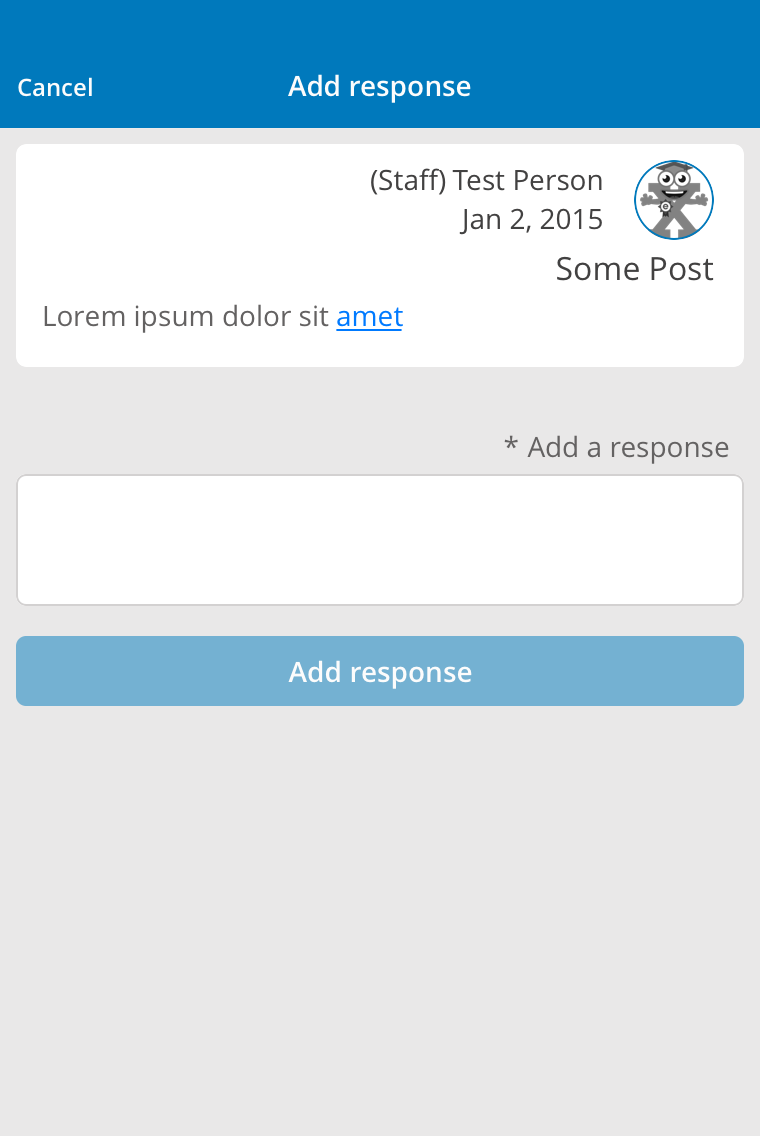 Cancel
Add response
(Staff) Test Person
Jan 2, 2015
Some Post
Lorem ipsum dolor sit amet
* Add a response
Add response